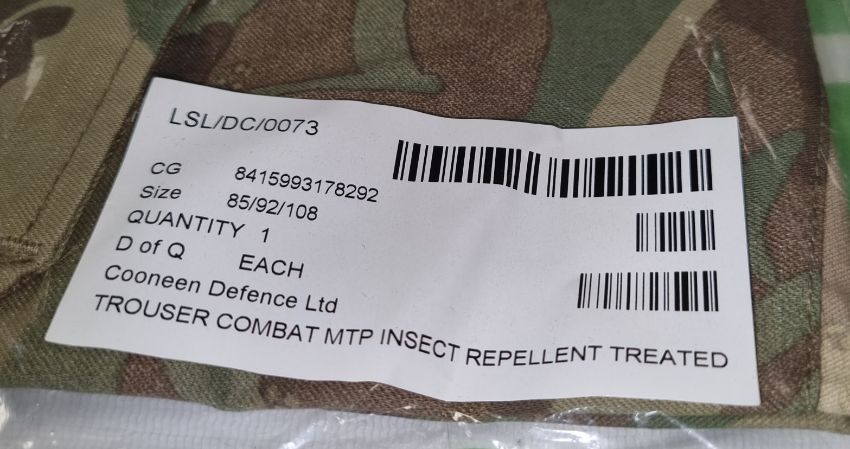 LSL/DC/0073
CG 8415993178292
Size 85/92/108
QUANTITY 1
D of Q EACH
Cooneen Defence Ltd
TROUSER COMBAT MTP INSECT REPELLENT TREATED